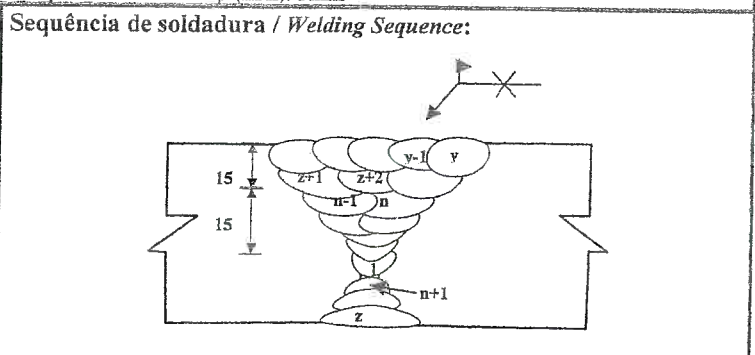 Sequência de soldadura / Welding Sequence:
y-1 y
15 z+1 z+2
n-1 n
15
1
n+1
z